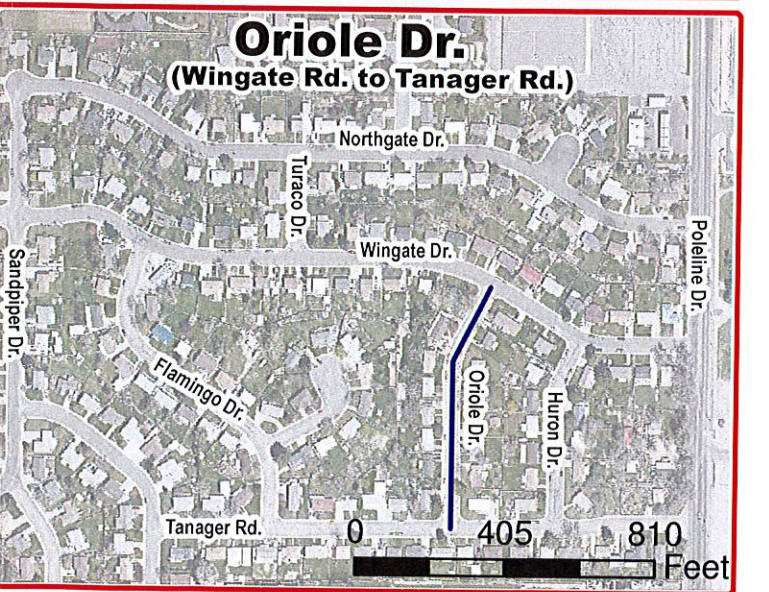 Oriole Dr.
(Wingate Rd. to Tanager Rd.)
Northgate Dr.
Turaco Dr.
Wingate Dr.
Poleline Dr.
Sandpiper Dr.
Flamingo Dr.
Oriole Dr.
Huron Dr.
Tanager Rd.
0 405 810
Feet